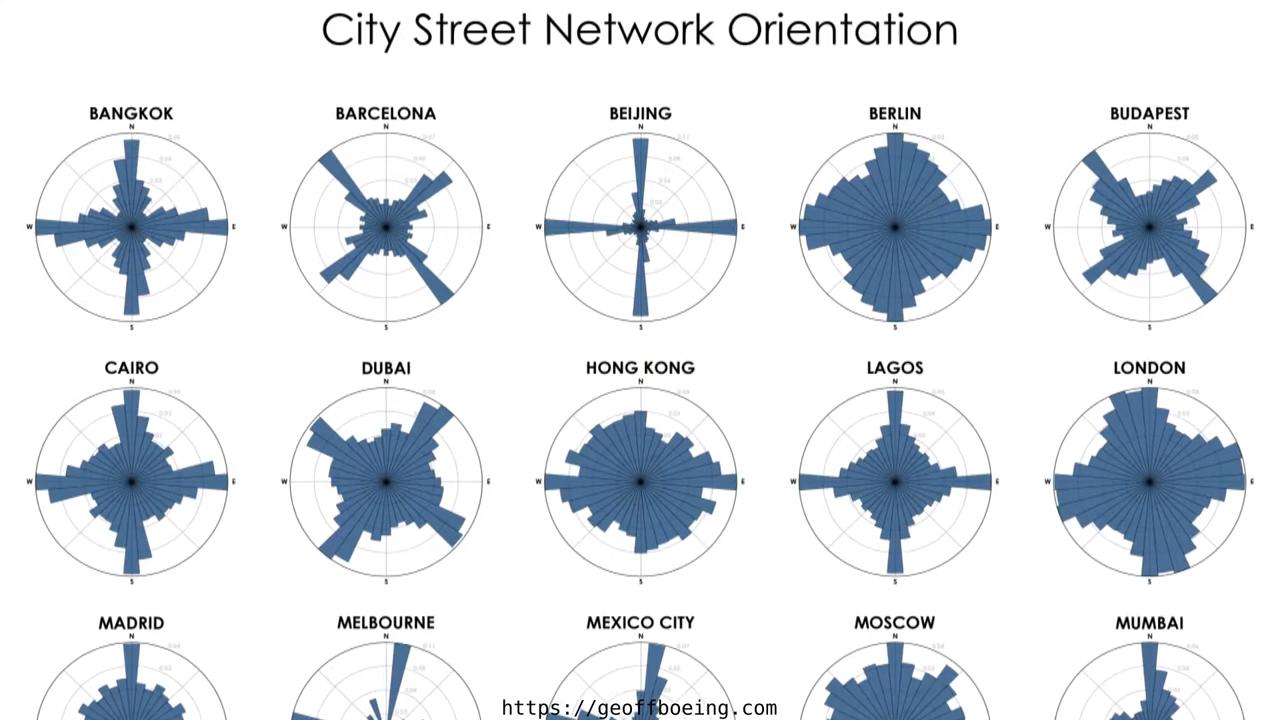 City Street Network Orientation
BANGKOK BARCELONA BEIJING BERLIN BUDAPEST
N N N N N
W E W E W E W E W E
S S S S S
CAIRO DUBAI HONG KONG LAGOS LONDON
N N N N N
W E W E W E W E W E
S S S S S
MADRID MELBOURNE MEXICO CITY MOSCOW MUMBAI
N N N N N
https://geoffboeing.com